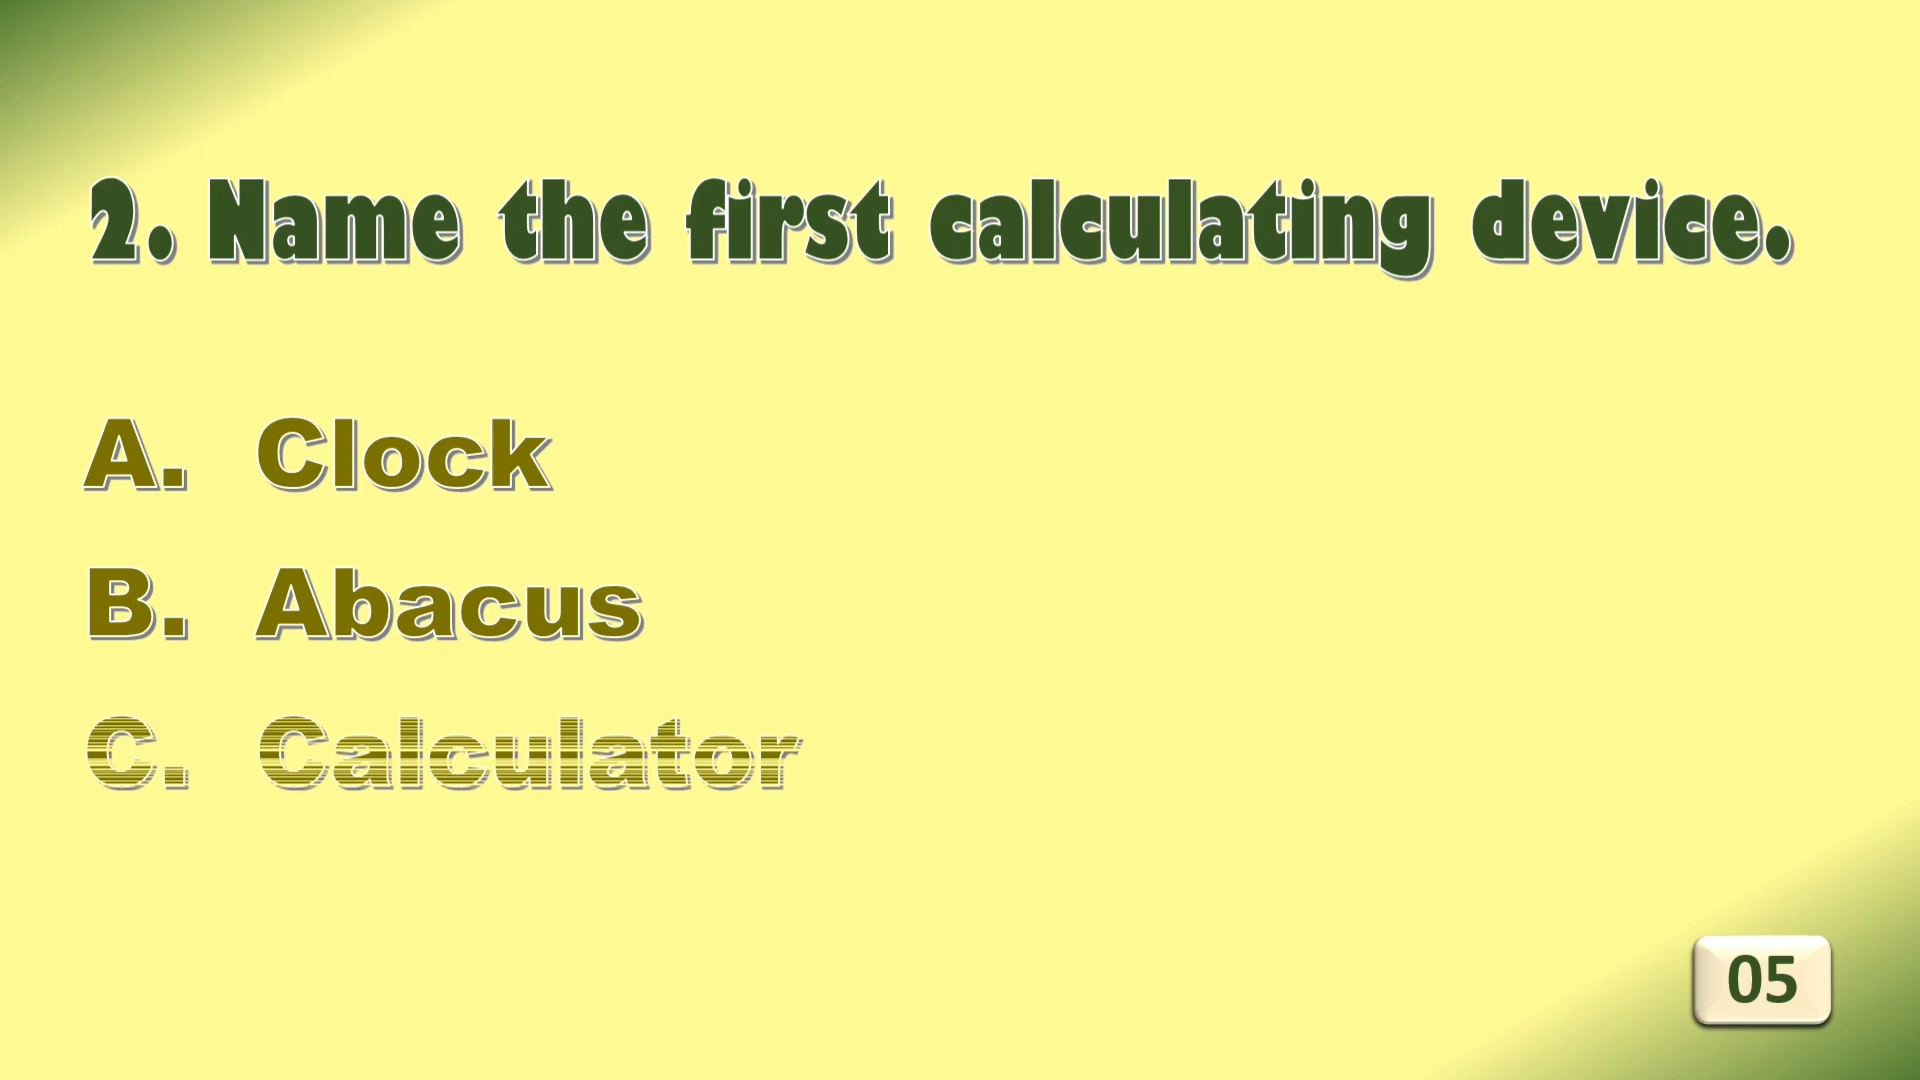 2. Name the first calculating device.
A. Clock
B. Abacus
C. Calculator
05